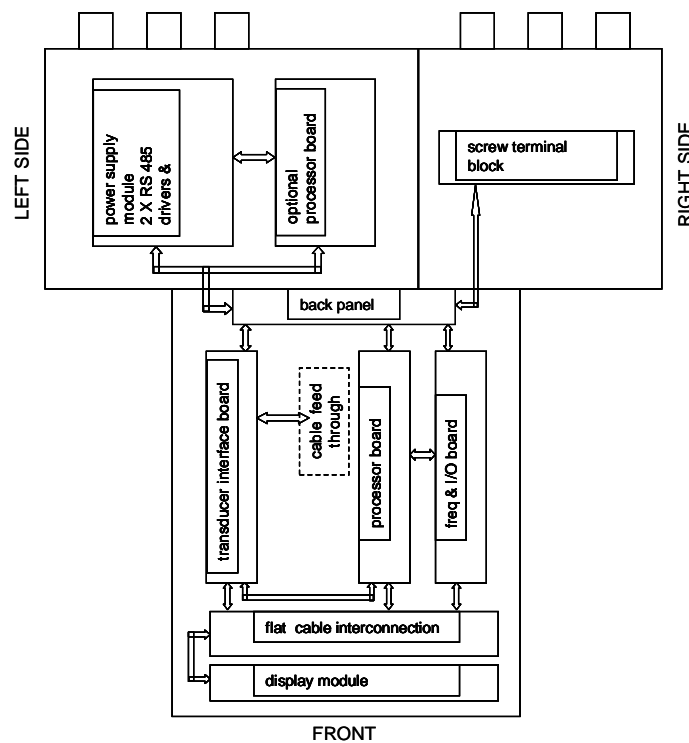 LEFT SIDE
power supply
module
2 X RS 485
drivers &
optional
processor board
screw terminal
block
RIGHT SIDE
back panel
transducer interface board
cable feed
through
processor board
freq & I/O board
flat cable interconnection
display module
FRONT